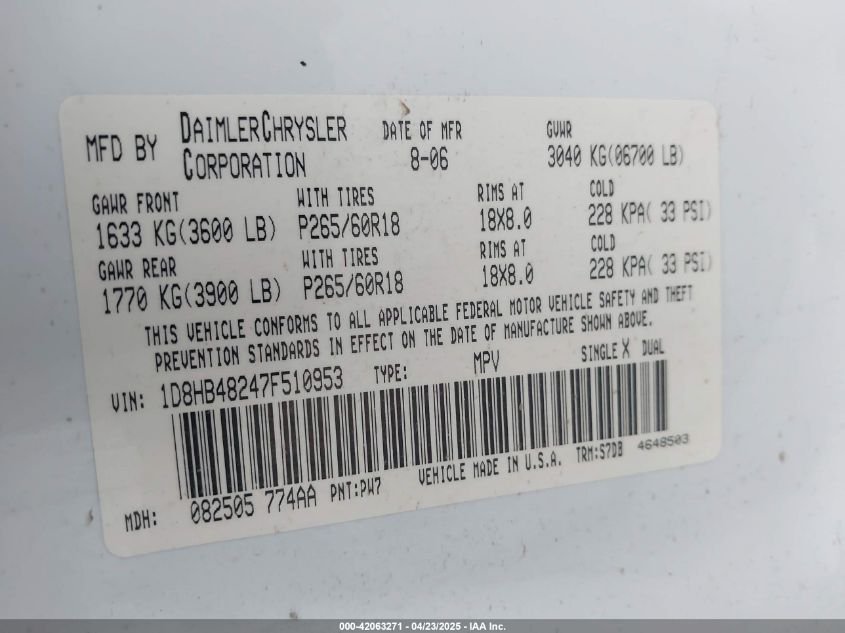 MFD BY DAIMLERCHRYSLER CORPORATION DATE OF MFR 8-06 GVWR 3040 KG(06700 LB)
GAWR FRONT WITH TIRES RIMS AT COLD
1633 KG(3600 LB) P265/60R18 18X8.0 228 KPA( 33 PSI)
GAWR REAR WITH TIRES RIMS AT COLD
1770 KG(3900 LB) P265/60R18 18X8.0 228 KPA( 33 PSI)
THIS VEHICLE CONFORMS TO ALL APPLICABLE FEDERAL MOTOR VEHICLE SAFETY AND THEFT
PREVENTION STANDARDS IN EFFECT ON THE DATE OF MANUFACTURE SHOWN ABOVE.
VIN: 1D8HB48247F510953 TYPE: MPV SINGLE X DUAL
MDH: 082505 774AA PNT:PW7 VEHICLE MADE IN U.S.A. TRM:S7DB 4648503
000-42063271 - 04/23/2025 - IAA Inc.